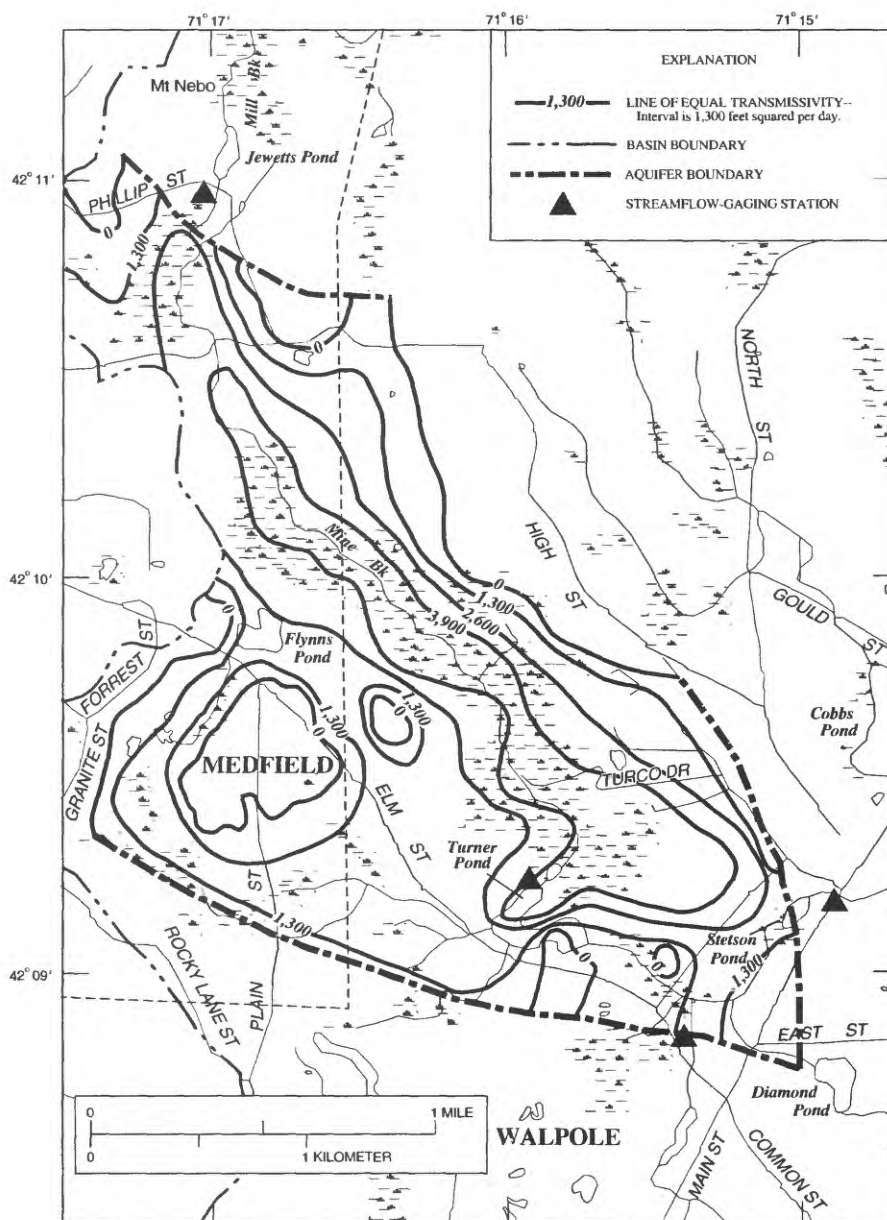 71° 17′
71° 16′
71° 15′
EXPLANATION
1,300 LINE OF EQUAL TRANSMISSIVITY--
Interval is 1,300 feet squared per day.
BASIN BOUNDARY
AQUIFER BOUNDARY
STREAMFLOW-GAGING STATION
Mt Nebo
Mill Bk
Jewetts Pond
42° 11′
PHILLIP ST
0
1,300
0
NORTH ST
HIGH ST
Mine Bk
42° 10′
0
1,300
2,600
3,900
GOULD ST
0
Flynns
Pond
FORREST ST
Cobbs
Pond
1,300
0
1,300
0
GRANITE ST
MEDFIELD
TURCO DR
ELM ST
Turner
Pond
1,300
ROCKY LANE ST
PLAIN ST
Stetson
Pond
0
0
1,300
42° 09′
EAST ST
Diamond
Pond
0 1 MILE
0 1 KILOMETER
WALPOLE
MAIN ST
COMMON ST